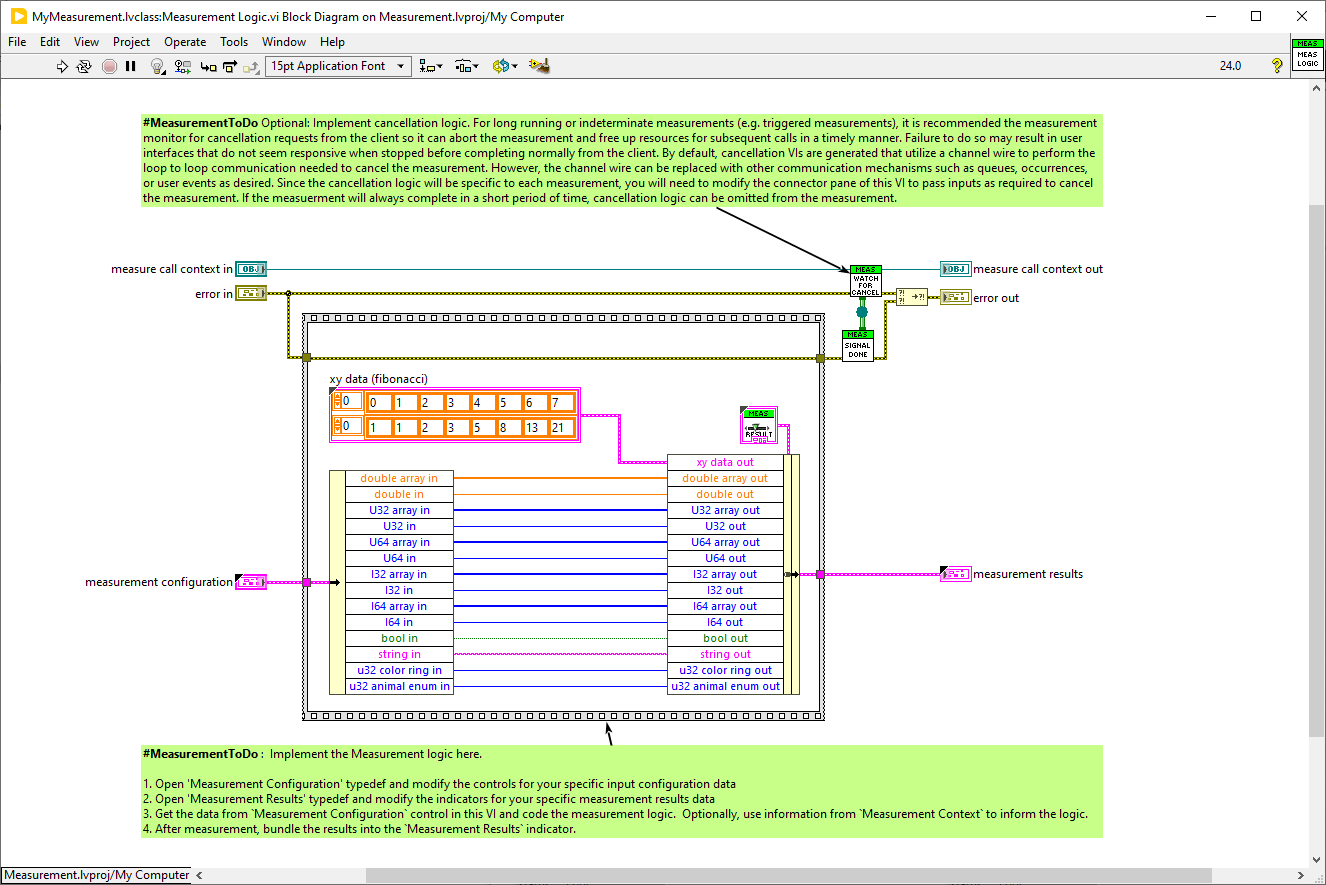 MyMeasurement.lvclass:Measurement Logic.vi Block Diagram on Measurement.lvproj/My Computer
File Edit View Project Operate Tools Window Help
MEAS
MEAS
LOGIC
15pt Application Font
24.0
#MeasurementToDo Optional: Implement cancellation logic. For long running or indeterminate measurements (e.g. triggered measurements), it is recommended the measurement
monitor for cancellation requests from the client so it can abort the measurement and free up resources for subsequent calls in a timely manner. Failure to do so may result in user
interfaces that do not seem responsive when stopped before completing normally from the client. By default, cancellation VIs are generated that utilize a channel wire to perform the
loop to loop communication needed to cancel the measurement. However, the channel wire can be replaced with other communication mechanisms such as queues, occurrences,
or user events as desired. Since the cancellation logic will be specific to each measurement, you will need to modify the connector pane of this VI to pass inputs as required to cancel
the measurement. If the measuerment will always complete in a short period of time, cancellation logic can be omitted from the measurement.
measure call context in
OBJ
MEAS
WATCH
FOR
CANCEL
OBJ
measure call context out
error in
?!
?!
?!
error out
MEAS
SIGNAL
DONE
xy data (fibonacci)
0 0 1 2 3 4 5 6 7
0 1 1 2 3 5 8 13 21
MEAS
RESULT
xy data out
double array in double array out
double in double out
U32 array in U32 array out
U32 in U32 out
U64 array in U64 array out
U64 in U64 out
I32 array in I32 array out
I32 in I32 out
I64 array in I64 array out
I64 in I64 out
bool in bool out
string in string out
u32 color ring in u32 color ring out
u32 animal enum in u32 animal enum out
measurement configuration
measurement results
#MeasurementToDo : Implement the Measurement logic here.
1. Open 'Measurement Configuration' typedef and modify the controls for your specific input configuration data
2. Open 'Measurement Results' typedef and modify the indicators for your specific measurement results data
3. Get the data from `Measurement Configuration` control in this VI and code the measurement logic. Optionally, use information from `Measurement Context` to inform the logic.
4. After measurement, bundle the results into the `Measurement Results` indicator.
Measurement.lvproj/My Computer